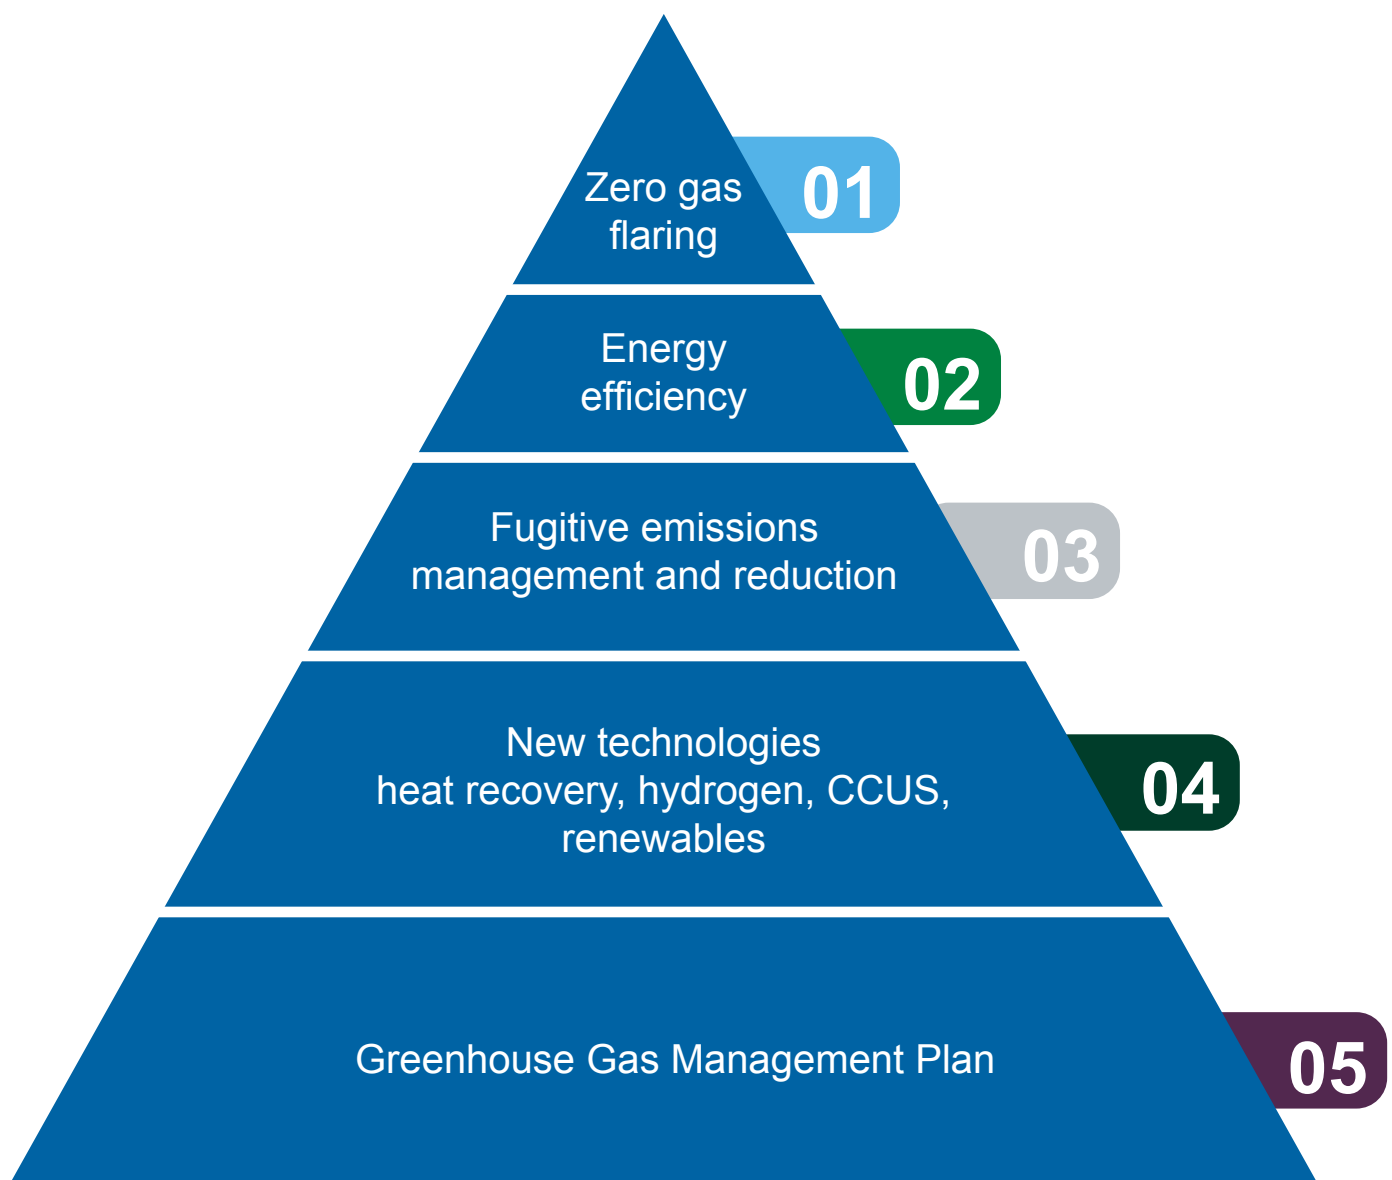 Zero gas
flaring
01
Energy
efficiency
02
Fugitive emissions
management and reduction
03
New technologies
heat recovery, hydrogen, CCUS,
renewables
04
Greenhouse Gas Management Plan
05